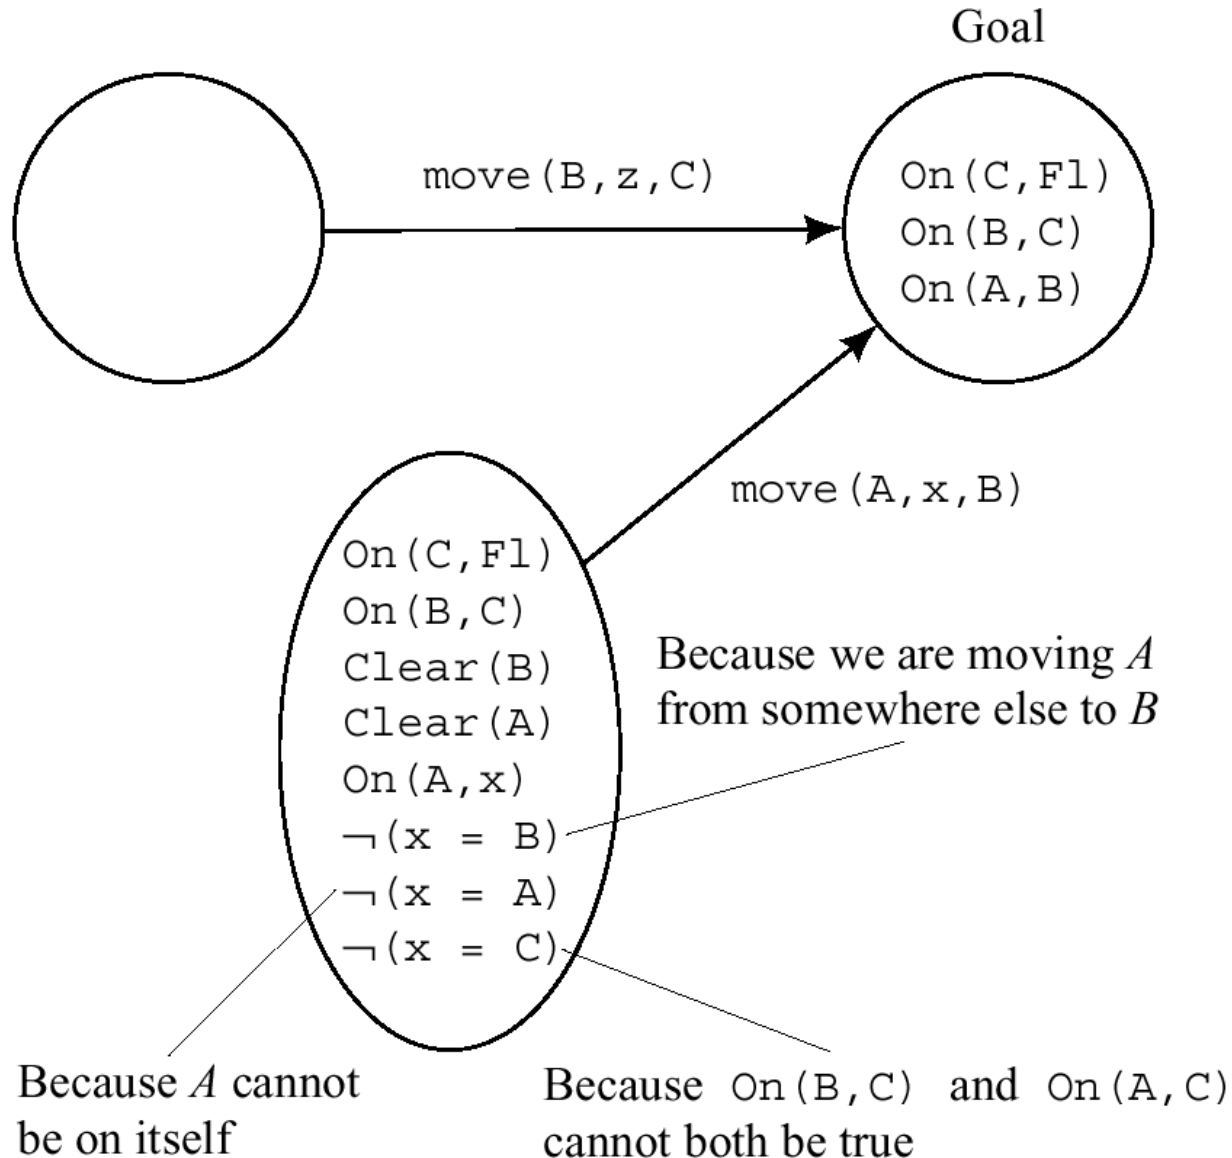 Goal
move(B,z,C)
On(C,Fl)
On(B,C)
On(A,B)
move(A,x,B)
On(C,Fl)
On(B,C)
Clear(B)
Clear(A)
On(A,x)
¬(x = B)
¬(x = A)
¬(x = C)
Because we are moving A
from somewhere else to B
Because A cannot
be on itself
Because On(B,C) and On(A,C)
cannot both be true